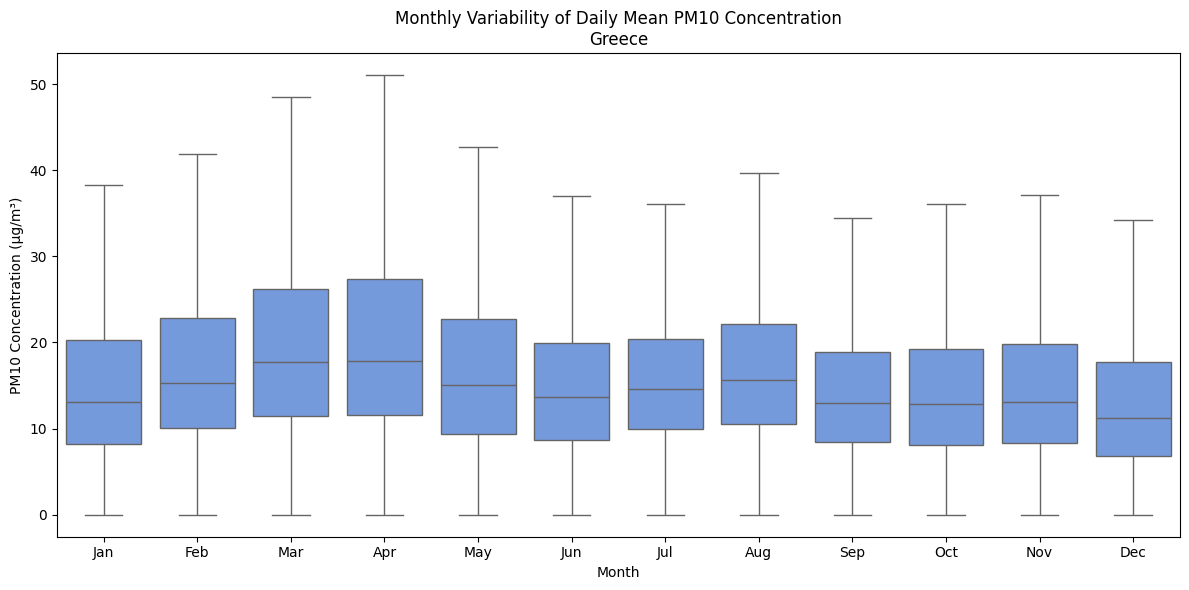 Monthly Variability of Daily Mean PM10 Concentration
Greece
PM10 Concentration (µg/m³)
50
40
30
20
10
0
Jan Feb Mar Apr May Jun Jul Aug Sep Oct Nov Dec
Month